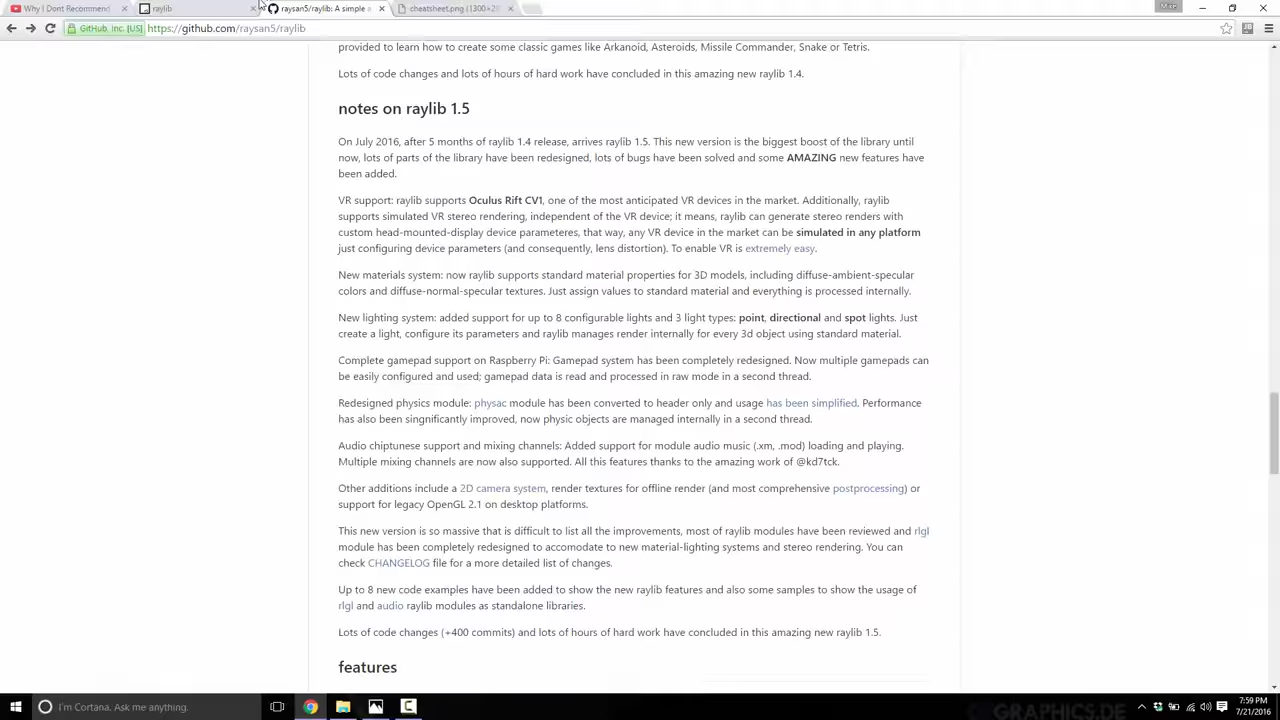 Why I Dont Recommend
raylib
raysan5/raylib: A simple a
cheatsheet.png (1300×29
Mike
GitHub, Inc. [US]
https://github.com/raysan5/raylib
provided to learn how to create some classic games like Arkanoid, Asteroids, Missile Commander, Snake or Tetris.
Lots of code changes and lots of hours of hard work have concluded in this amazing new raylib 1.4.
notes on raylib 1.5
On July 2016, after 5 months of raylib 1.4 release, arrives raylib 1.5. This new version is the biggest boost of the library until
now, lots of parts of the library have been redesigned, lots of bugs have been solved and some AMAZING new features have
been added.
VR support: raylib supports Oculus Rift CV1, one of the most anticipated VR devices in the market. Additionally, raylib
supports simulated VR stereo rendering, independent of the VR device; it means, raylib can generate stereo renders with
custom head-mounted-display device parameteres, that way, any VR device in the market can be simulated in any platform
just configuring device parameters (and consequently, lens distortion). To enable VR is extremely easy.
New materials system: now raylib supports standard material properties for 3D models, including diffuse-ambient-specular
colors and diffuse-normal-specular textures. Just assign values to standard material and everything is processed internally.
New lighting system: added support for up to 8 configurable lights and 3 light types: point, directional and spot lights. Just
create a light, configure its parameters and raylib manages render internally for every 3d object using standard material.
Complete gamepad support on Raspberry Pi: Gamepad system has been completely redesigned. Now multiple gamepads can
be easily configured and used; gamepad data is read and processed in raw mode in a second thread.
Redesigned physics module: physac module has been converted to header only and usage has been simplified. Performance
has also been singnificantly improved, now physic objects are managed internally in a second thread.
Audio chiptunese support and mixing channels: Added support for module audio music (.xm, .mod) loading and playing.
Multiple mixing channels are now also supported. All this features thanks to the amazing work of @kd7tck.
Other additions include a 2D camera system, render textures for offline render (and most comprehensive postprocessing) or
support for legacy OpenGL 2.1 on desktop platforms.
This new version is so massive that is difficult to list all the improvements, most of raylib modules have been reviewed and rlgl
module has been completely redesigned to accomodate to new material-lighting systems and stereo rendering. You can
check CHANGELOG file for a more detailed list of changes.
Up to 8 new code examples have been added to show the new raylib features and also some samples to show the usage of
rlgl and audio raylib modules as standalone libraries.
Lots of code changes (+400 commits) and lots of hours of hard work have concluded in this amazing new raylib 1.5.
features
I'm Cortana. Ask me anything.
GRAPHICS.DE
7:59 PM
7/21/2016